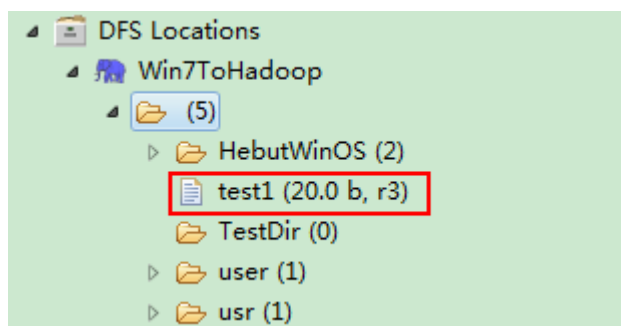 DFS Locations
Win7ToHadoop
(5)
HebutWinOS (2)
test1 (20.0 b, r3)
TestDir (0)
user (1)
usr (1)